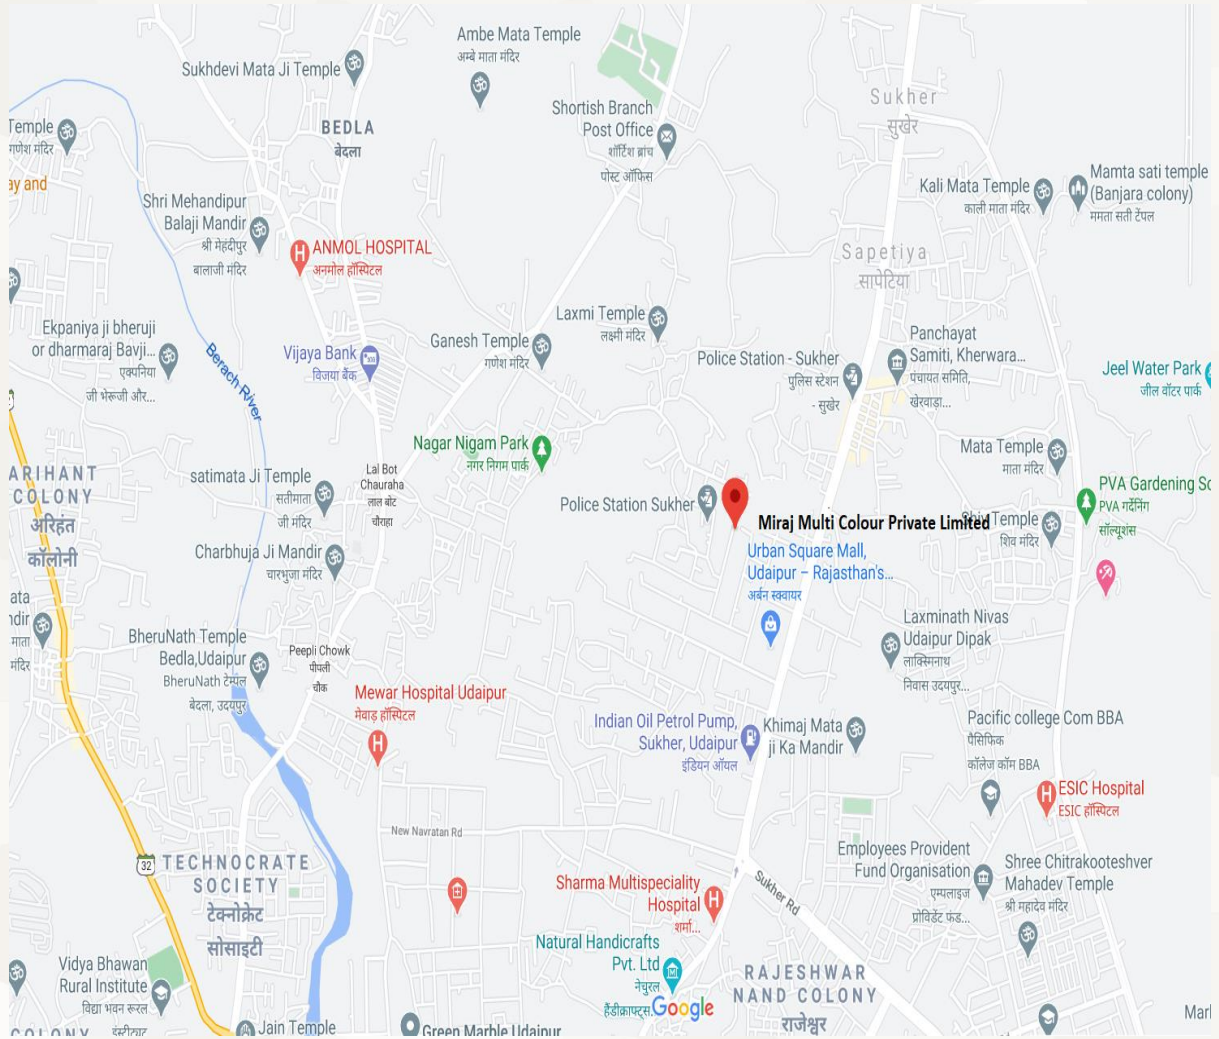 Ambe Mata Temple
अम्बे माता मंदिर
Sukhdevi Mata Ji Temple
BEDLA
बेदला
Shortish Branch
Post Office
शॉर्टिश ब्रांच
पोस्ट ऑफिस
Sukher
सुखेर
Temple
गणेश मंदिर
ay and
Shri Mehandipur
Balaji Mandir
श्री मेहंदीपुर
बालाजी मंदिर
Kali Mata Temple
काली माता मंदिर
Mamta sati temple
(Banjara colony)
ममता सती टेंपल
ANMOL HOSPITAL
अनमोल हॉस्पिटल
Sapetiya
सापेटिया
Ekpaniya ji bheruji
or dharmaraj Bavji...
एक्पनिया
जी भेरूजी और...
Berach River
Vijaya Bank
विजया बैंक
Ganesh Temple
गणेश मंदिर
Laxmi Temple
लक्ष्मी मंदिर
Police Station - Sukher
पुलिस स्टेशन
- सुखेर
Panchayat
Samiti, Kherwara...
पंचायत समिति,
खेरवाड़ा...
Jeel Water Park
जील वॉटर पार्क
Nagar Nigam Park
नगर निगम पार्क
Mata Temple
माता मंदिर
ARIHANT
COLONY
अरिहंत
कॉलोनी
satimata Ji Temple
सतीमाता
जी मंदिर
Lal Bot
Chauraha
लाल बोट
चौराहा
Police Station Sukher
Miraj Multi Colour Private Limited
Temple
शिव मंदिर
PVA Gardening So
PVA गर्देनिंग
सॉल्यूशंस
Charbhuja Ji Mandir
चारभुजा मंदिर
Urban Square Mall,
Udaipur – Rajasthan's...
अर्बन स्क्वायर
ata
ndir
माता
मंदिर
BheruNath Temple
Bedla,Udaipur
BheruNath टेम्पल
बेदला, उदयपुर
Peepli Chowk
पीपली
चौक
Laxminath Nivas
Udaipur Dipak
लाक्ष्मिनाथ
निवास उदयपुर...
Mewar Hospital Udaipur
मेवाड़ हॉस्पिटल
Indian Oil Petrol Pump,
Sukher, Udaipur
इंडियन ऑयल
Khimaj Mata
ji Ka Mandir
Pacific college Com BBA
पैसिफिक
कॉलेज कॉम BBA
ESIC Hospital
ESIC हॉस्पिटल
New Navratan Rd
32
TECHNOCRATE
SOCIETY
टेक्नोक्रेट
सोसाइटी
Sharma Multispeciality
Hospital
शर्मा...
Sukher Rd
Employees Provident
Fund Organisation
एम्पलाइज
प्रोविडेंट फंड...
Shree Chitrakooteshver
Mahadev Temple
श्री महादेव मंदिर
Vidya Bhawan
Rural Institute
विद्या भवन रूरल
Natural Handicrafts
Pvt. Ltd
नेचुरल
हैंडीक्राफ्ट्स.
Google
RAJESHWAR
NAND COLONY
राजेश्वर
COLONY
Jain Temple
Green Marble Udaipur
Marl